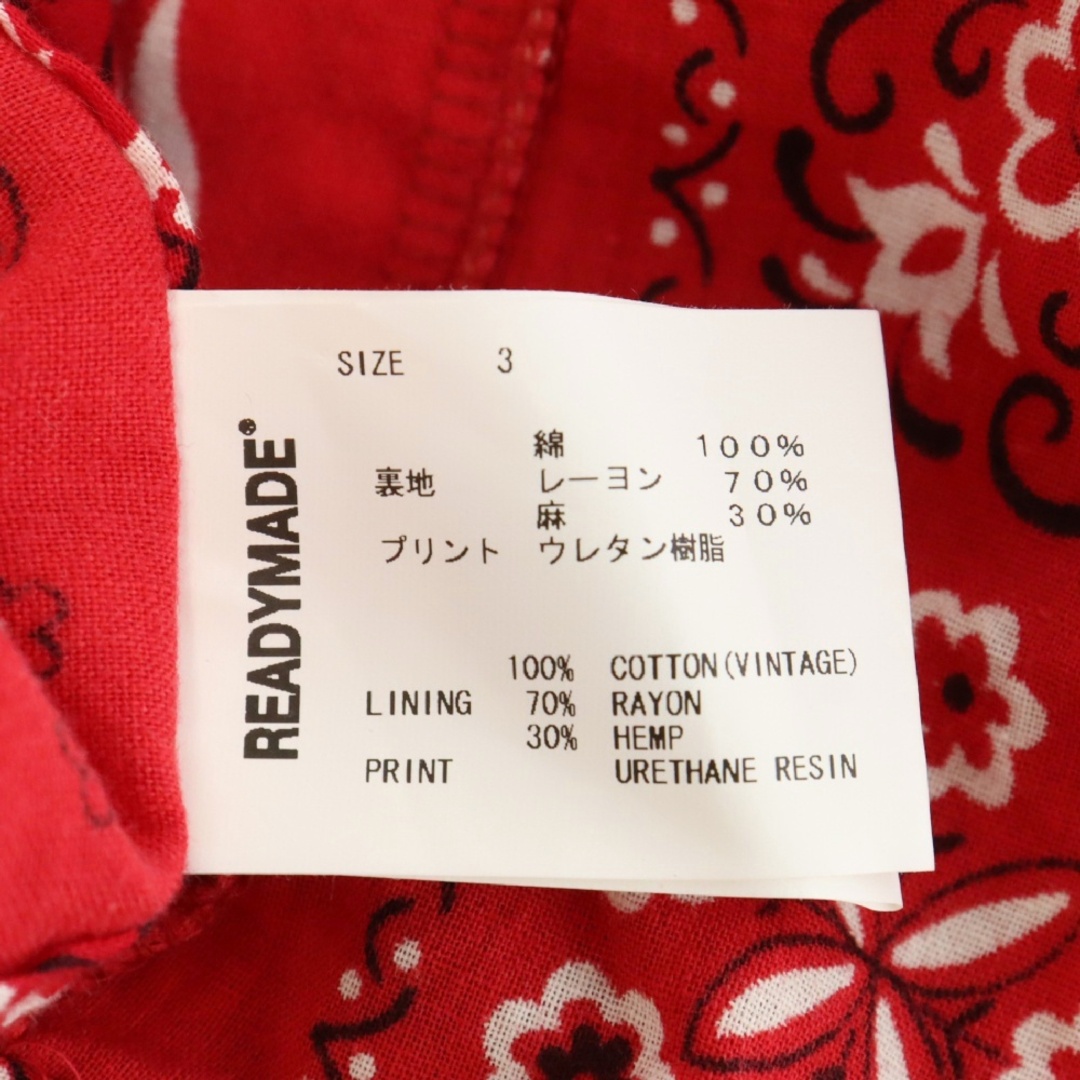 READYMADE®
SIZE 3
綿 100%
裏地 レーヨン 70%
麻 30%
プリント ウレタン樹脂
100% COTTON(VINTAGE)
LINING 70% RAYON
30% HEMP
PRINT URETHANE RESIN